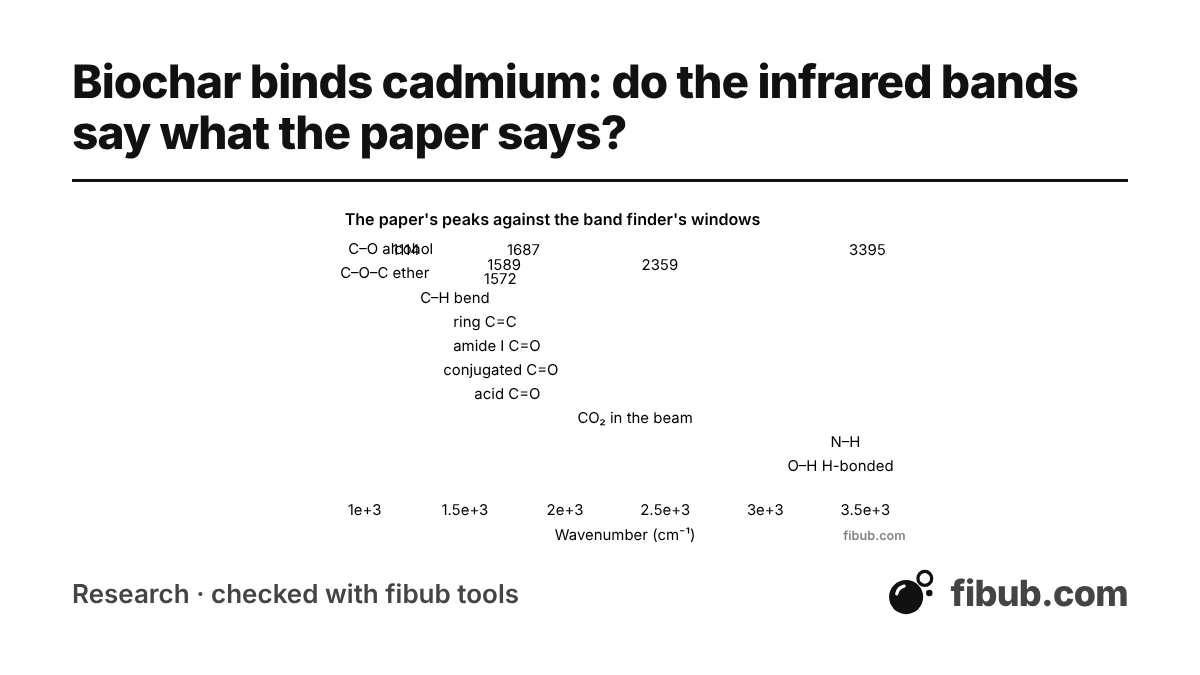 Biochar binds cadmium: do the infrared bands
say what the paper says?
The paper's peaks against the band finder's windows
C–O alcohol 1114 1687 3395
1589 2359
C–O–C ether 1572
C–H bend
ring C=C
amide I C=O
conjugated C=O
acid C=O
CO₂ in the beam
N–H
O–H H-bonded
1e+3 1.5e+3 2e+3 2.5e+3 3e+3 3.5e+3
Wavenumber (cm⁻¹) fibub.com
Research · checked with fibub tools fibub.com